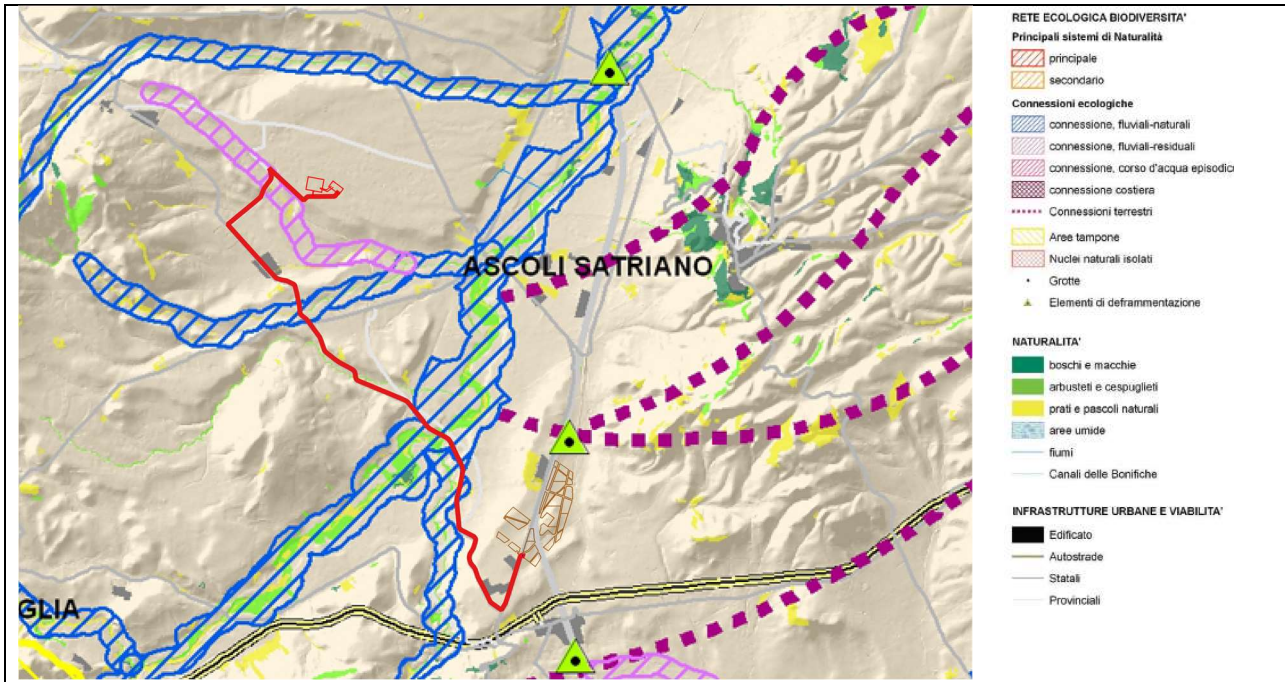 ASCOLI SATRIANO
GLIA
RETE ECOLOGICA BIODIVERSITA'
Principali sistemi di Naturalità
principale
secondario
Connessioni ecologiche
connessione, fluviali-naturali
connessione, fluviali-residuali
connessione, corso d'acqua episodico
connessione costiera
Connessioni terrestri
Aree tampone
Nuclei naturali isolati
Grotte
Elementi di deframmentazione
NATURALITA'
boschi e macchie
arbusteti e cespuglieti
prati e pascoli naturali
aree umide
fiumi
Canali delle Bonifiche
INFRASTRUTTURE URBANE E VIABILITA'
Edificato
Autostrade
Statali
Provinciali